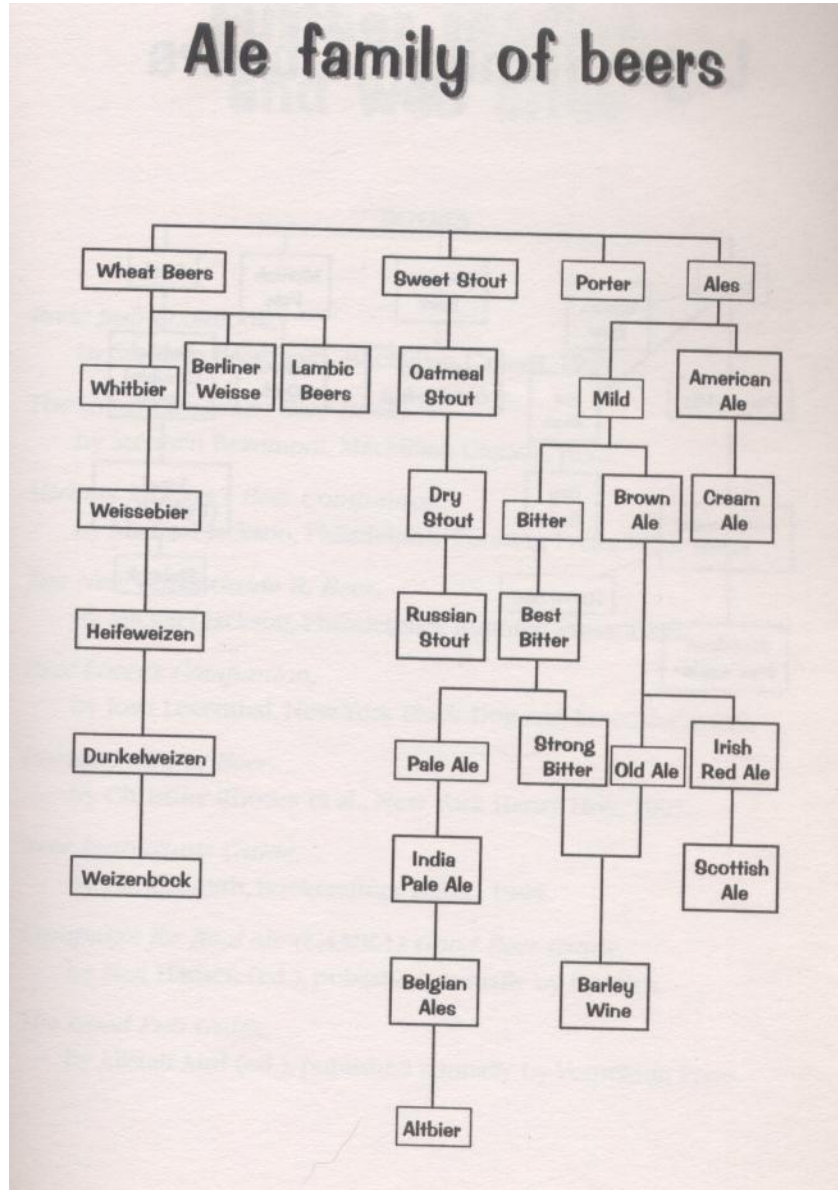 Ale family of beers
Wheat Beers
Sweet Stout
Porter
Ales
Whitbier
Berliner
Weisse
Lambic
Beers
Oatmeal
Stout
Mild
American
Ale
Weissebier
Dry
Stout
Bitter
Brown
Ale
Cream
Ale
Heifeweizen
Russian
Stout
Best
Bitter
Dunkelweizen
Pale Ale
Strong
Bitter
Old Ale
Irish
Red Ale
Weizenbock
India
Pale Ale
Scottish
Ale
Belgian
Ales
Barley
Wine
Altbier